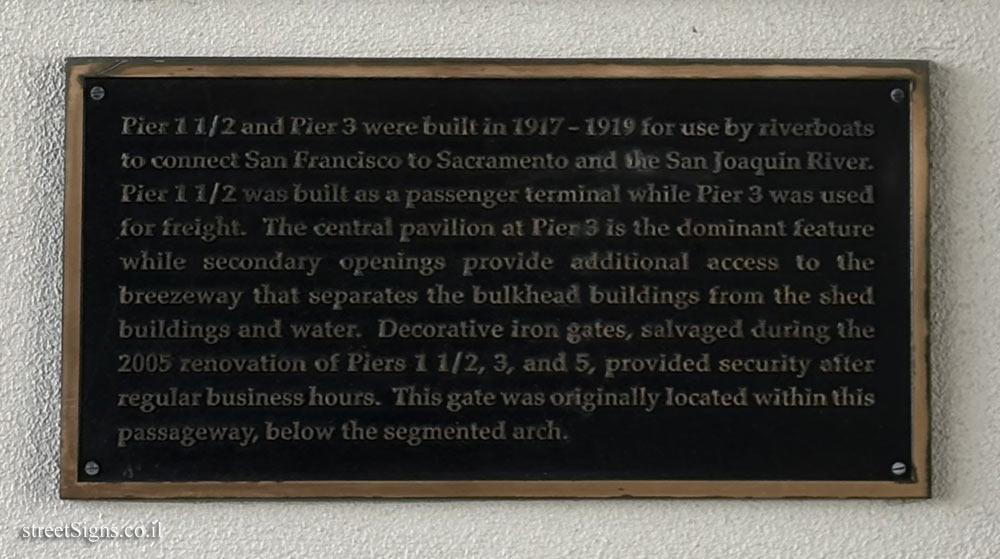 Pier 1 1/2 and Pier 3 were built in 1917 – 1919 for use by riverboats
to connect San Francisco to Sacramento and the San Joaquin River.
Pier 1 1/2 was built as a passenger terminal while Pier 3 was used
for freight. The central pavilion at Pier 3 is the dominant feature
while secondary openings provide additional access to the
breezeway that separates the bulkhead buildings from the shed
buildings and water. Decorative iron gates, salvaged during the
2005 renovation of Piers 1 1/2, 3, and 5, provided security after
regular business hours. This gate was originally located within this
passageway, below the segmented arch.
streetSigns.co.il